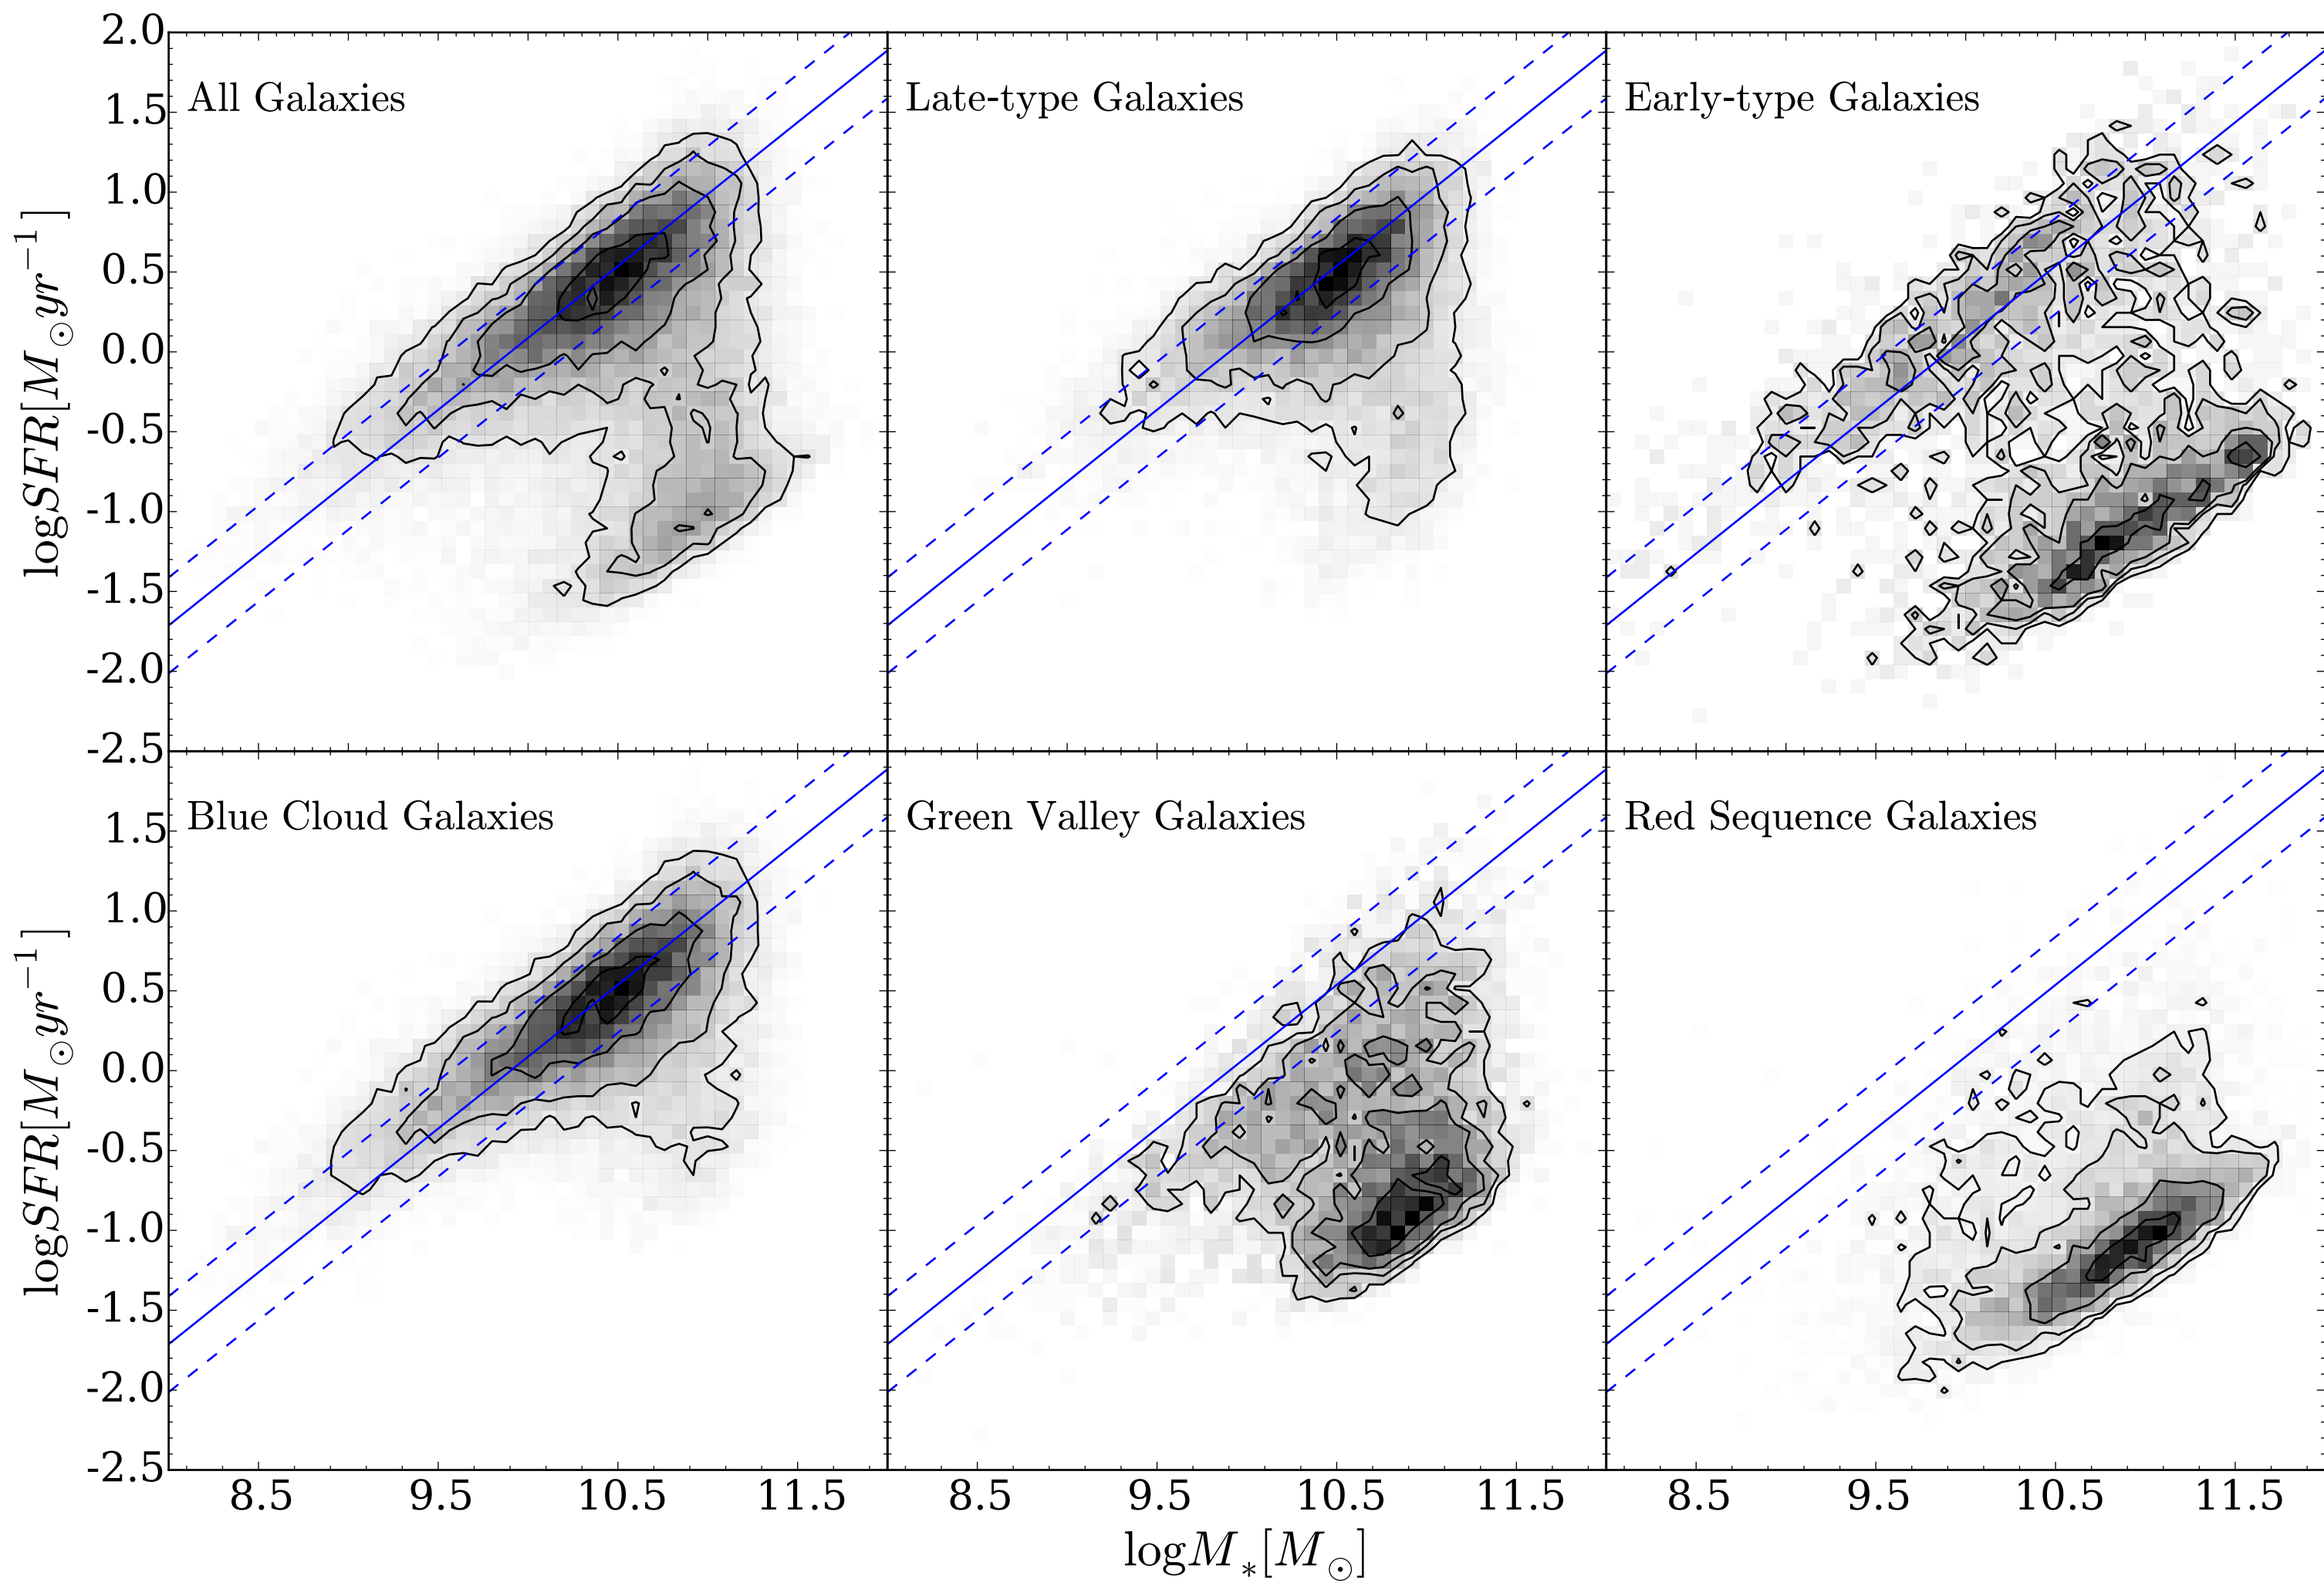 2.0
1.5
1.0
0.5
0.0
-0.5
-1.0
-1.5
-2.0
-2.5
logSFR[M⊙yr⁻¹]
All Galaxies
Late-type Galaxies
Early-type Galaxies
1.5
1.0
0.5
0.0
-0.5
-1.0
-1.5
-2.0
-2.5
logSFR[M⊙yr⁻¹]
Blue Cloud Galaxies
Green Valley Galaxies
Red Sequence Galaxies
8.5 9.5 10.5 11.5 8.5 9.5 10.5 11.5 8.5 9.5 10.5 11.5
logM*[M⊙]